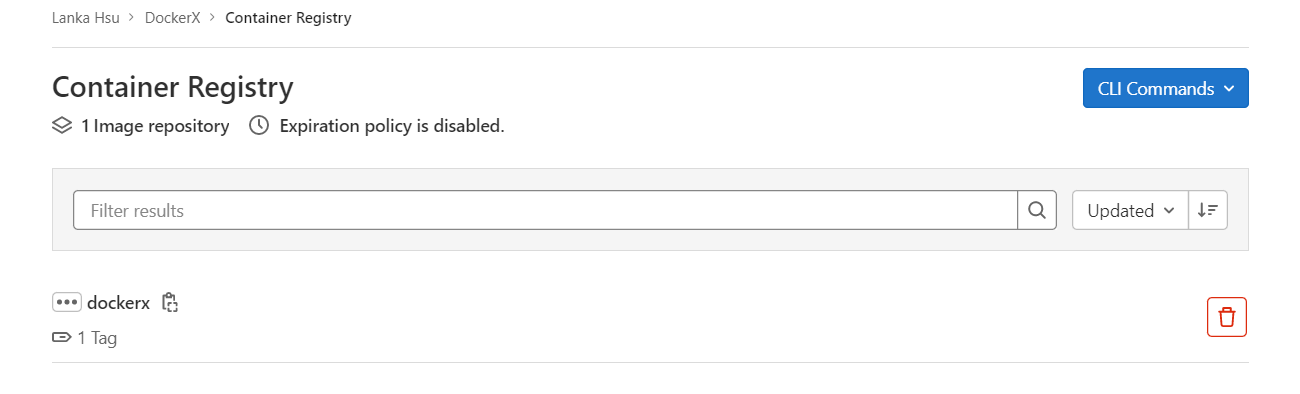 Lanka Hsu > DockerX > Container Registry
Container Registry
CLI Commands
1 Image repository Expiration policy is disabled.
Filter results
Updated
dockerx
1 Tag